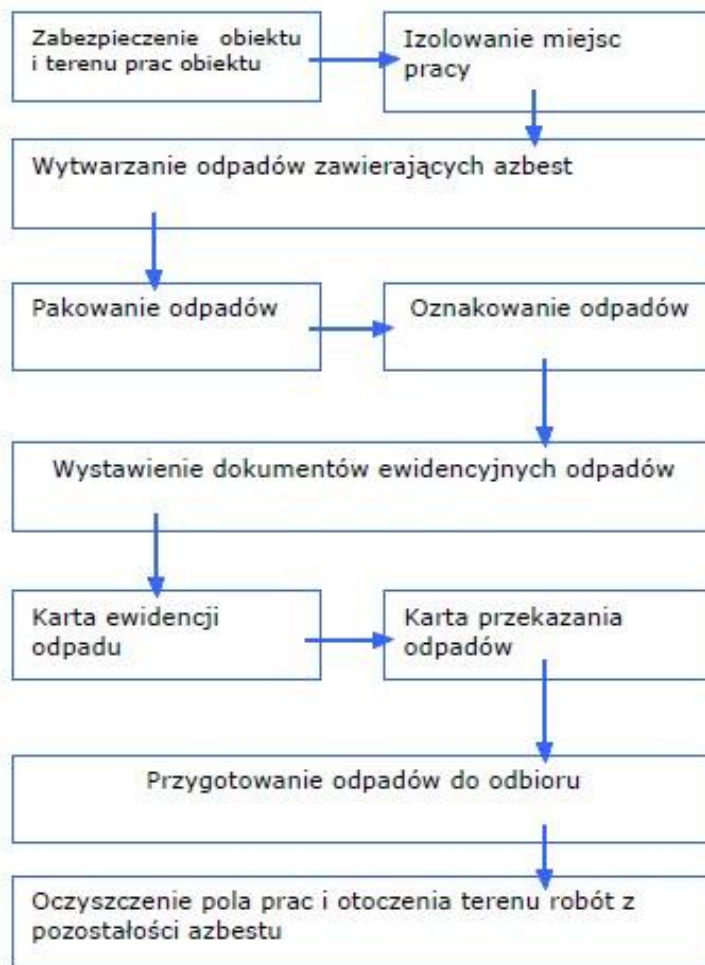 Zabezpieczenie obiektu
i terenu prac obiektu
Izolowanie miejsc
pracy
Wytwarzanie odpadów zawierających azbest
Pakowanie odpadów
Oznakowanie odpadów
Wystawienie dokumentów ewidencyjnych odpadów
Karta ewidencji
odpadu
Karta przekazania
odpadów
Przygotowanie odpadów do odbioru
Oczyszczenie pola prac i otoczenia terenu robót z
pozostałości azbestu